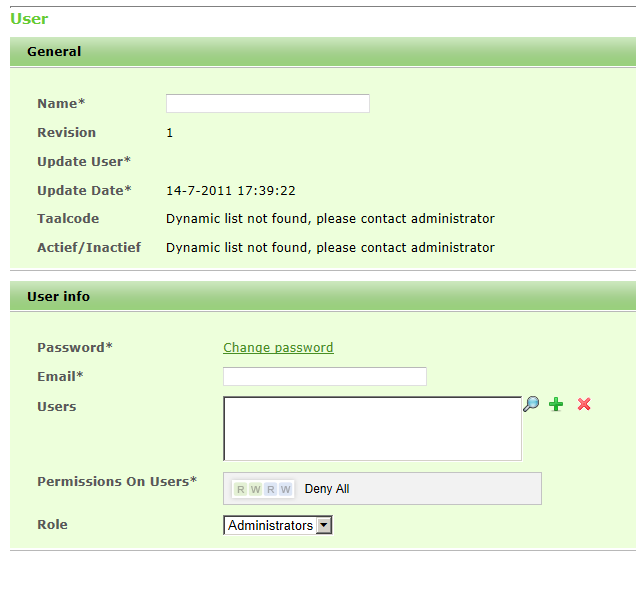 User
General
Name*
Revision 1
Update User*
Update Date* 14-7-2011 17:39:22
Taalcode Dynamic list not found, please contact administrator
Actief/Inactief Dynamic list not found, please contact administrator
User info
Password* Change password
Email*
Users
Permissions On Users* R W R W Deny All
Role Administrators